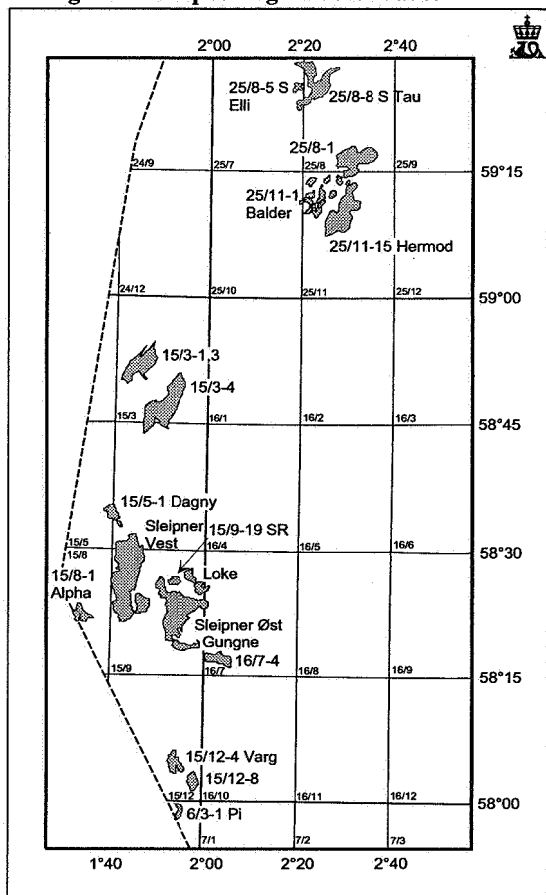 2°00' 2°20' 2°40'
25/8-5 S
Elli
25/8-8 S Tau
25/8-1
24/9 25/7 25/8 25/9
59°15'
25/11-1
Balder
25/11-15 Hermod
24/12 25/10 25/11 25/12
59°00'
15/3-1,3
15/3-4
15/3 16/1 16/2 16/3
58°45'
15/5-1 Dagny
Sleipner
Vest
15/9-19 SR
15/5 16/4 16/5 16/6
15/8
58°30'
15/8-1
Alpha
Loke
Sleipner Øst
Gungne
16/7-4
15/9 16/7 16/8 16/9
58°15'
15/12-4 Varg
15/12-8
15/12 16/10 16/11 16/12
58°00'
6/3-1 Pi
7/1 7/2 7/3
1°40' 2°00' 2°20' 2°40'